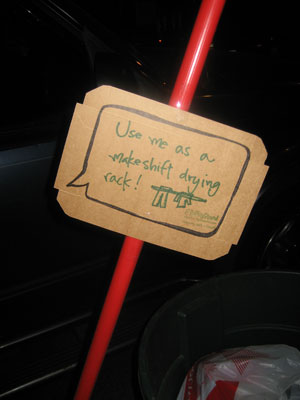 Use me as a
makeshift drying
rack!